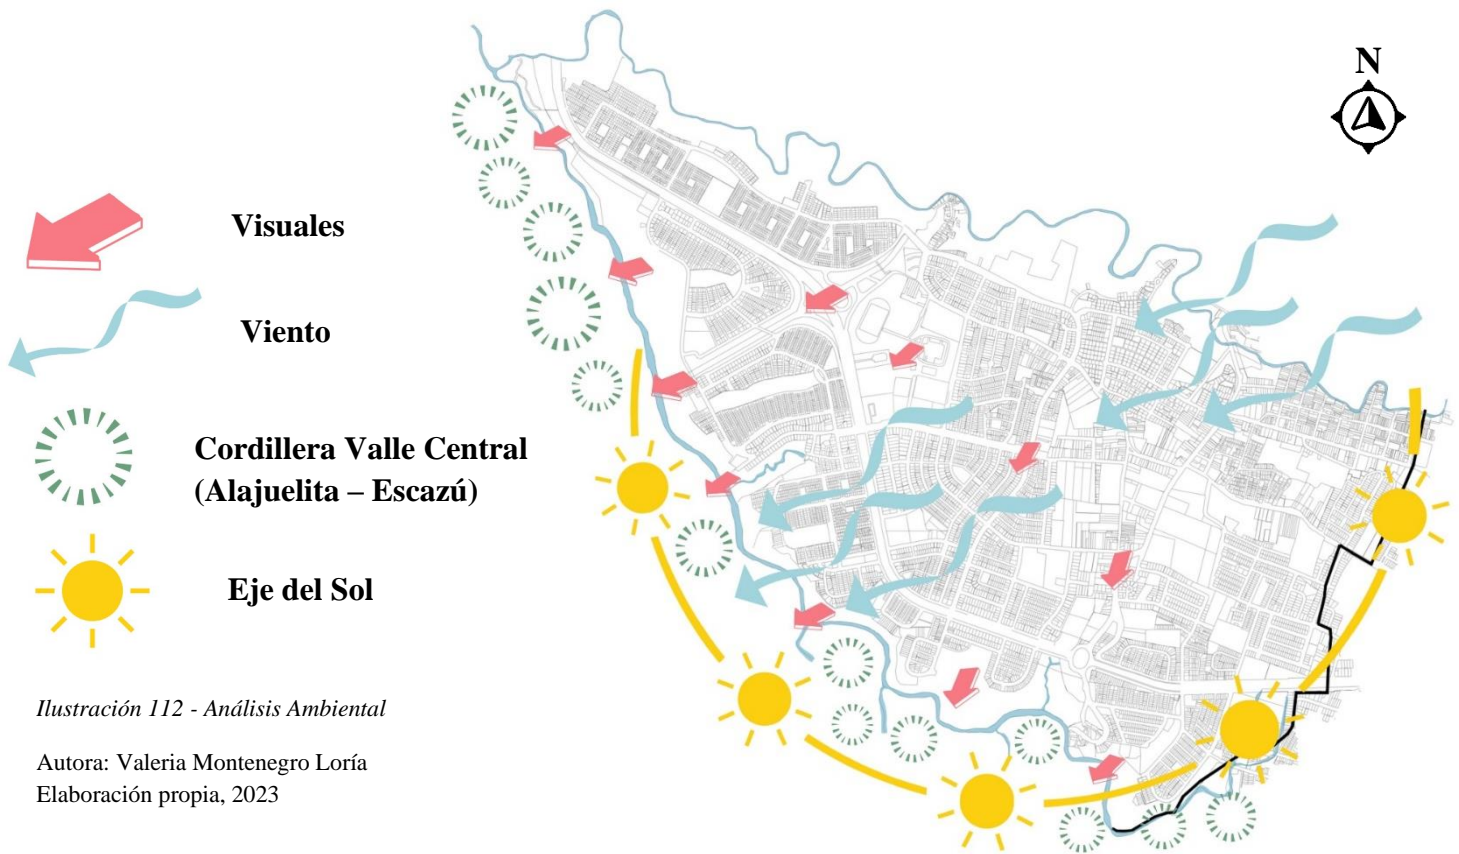 N
Visuales
Viento
Cordillera Valle Central
(Alajuelita – Escazú)
Eje del Sol
Ilustración 112 - Análisis Ambiental
Autora: Valeria Montenegro Loría
Elaboración propia, 2023